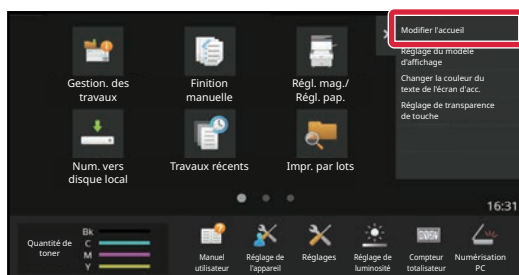 Modifier l'accueil
Réglage du modèle
d'affichage
Changer la couleur du
texte de l'écran d'acc.
Réglage de transparence
de touche
Gestion. des
travaux
Finition
manuelle
Régl. mag./
Régl. pap.
Num. vers
disque local
Travaux récents
Impr. par lots
16:31
Quantité de
toner
Bk
C
M
Y
Manuel
utilisateur
Réglage de
l'appareil
Réglages
Réglage de
luminosité
Compteur
totalisateur
Numérisation
PC